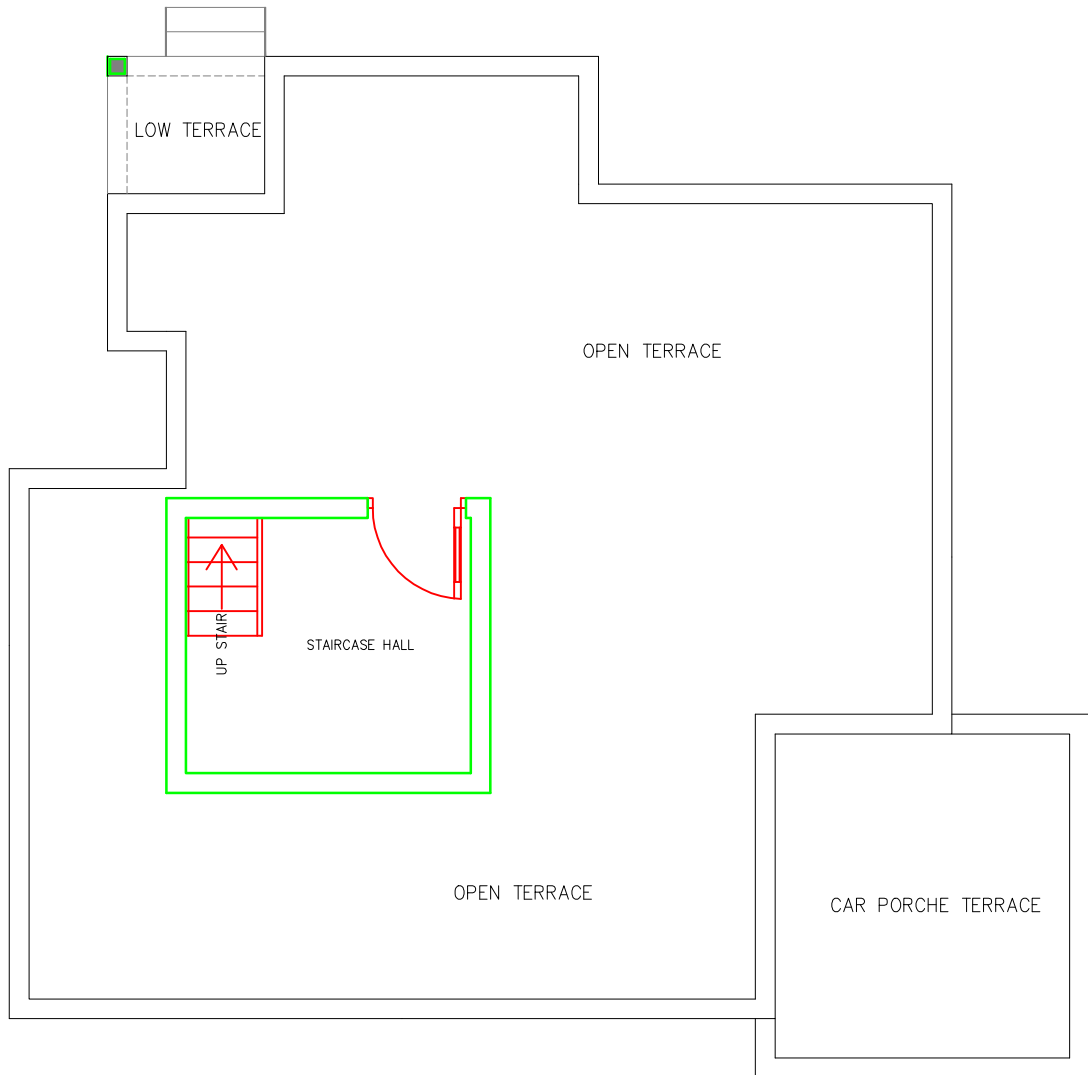 LOW TERRACE
OPEN TERRACE
UP STAIR
STAIRCASE HALL
OPEN TERRACE
CAR PORCHE TERRACE